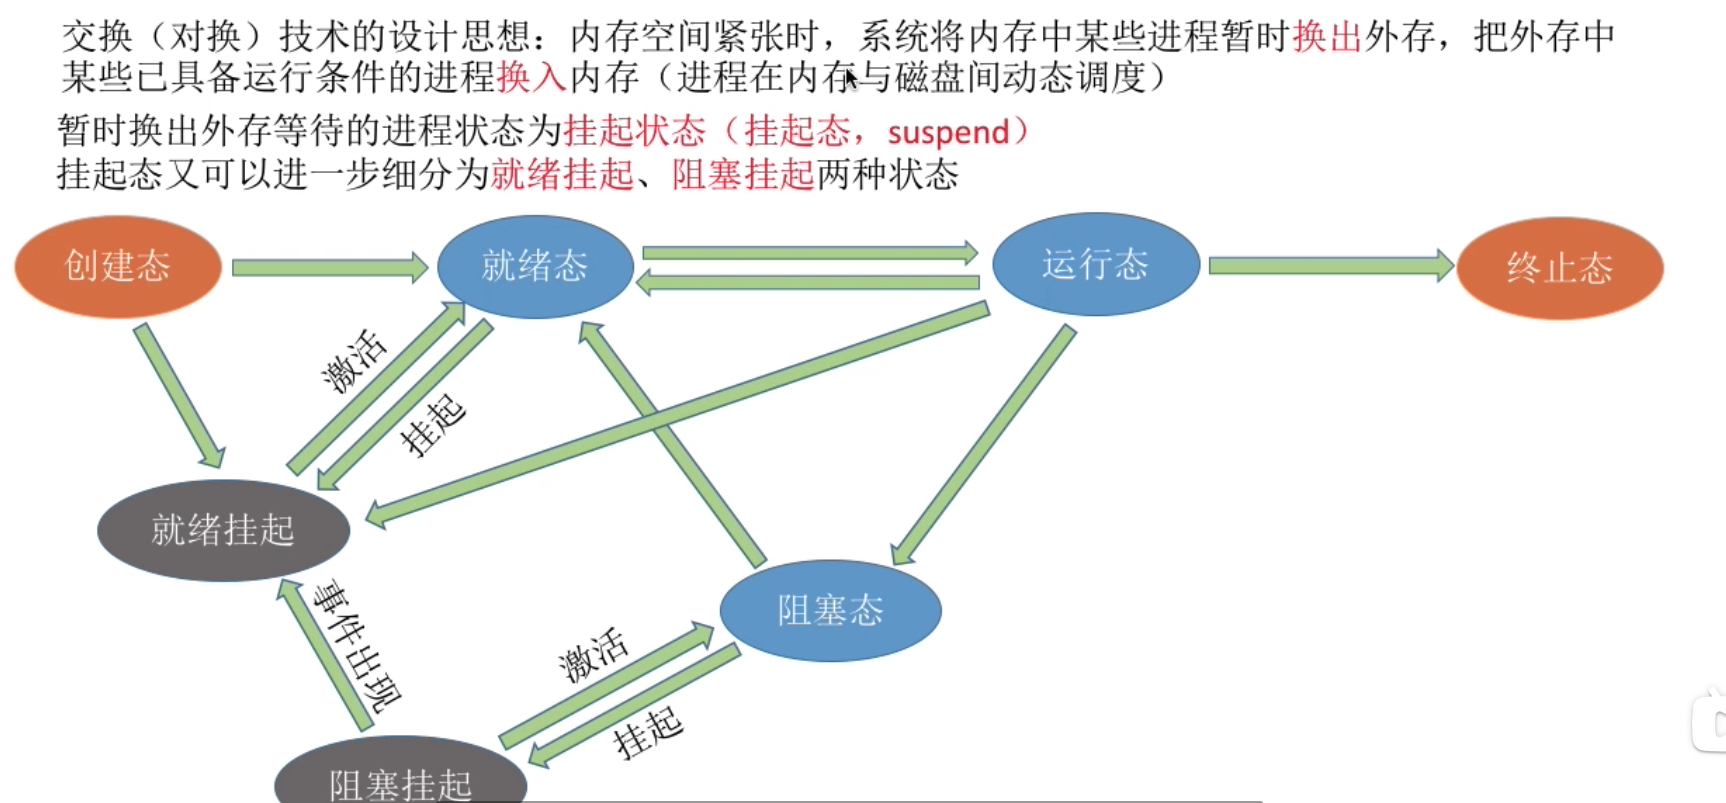 交换（对换）技术的设计思想：内存空间紧张时，系统将内存中某些进程暂时换出外存，把外存中
某些已具备运行条件的进程换入内存（进程在内存与磁盘间动态调度）
暂时换出外存等待的进程状态为挂起状态（挂起态，suspend）
挂起态又可以进一步细分为就绪挂起、阻塞挂起两种状态
创建态
就绪态
运行态
终止态
激活
挂起
就绪挂起
事件出现
阻塞态
激活
挂起
阻塞挂起